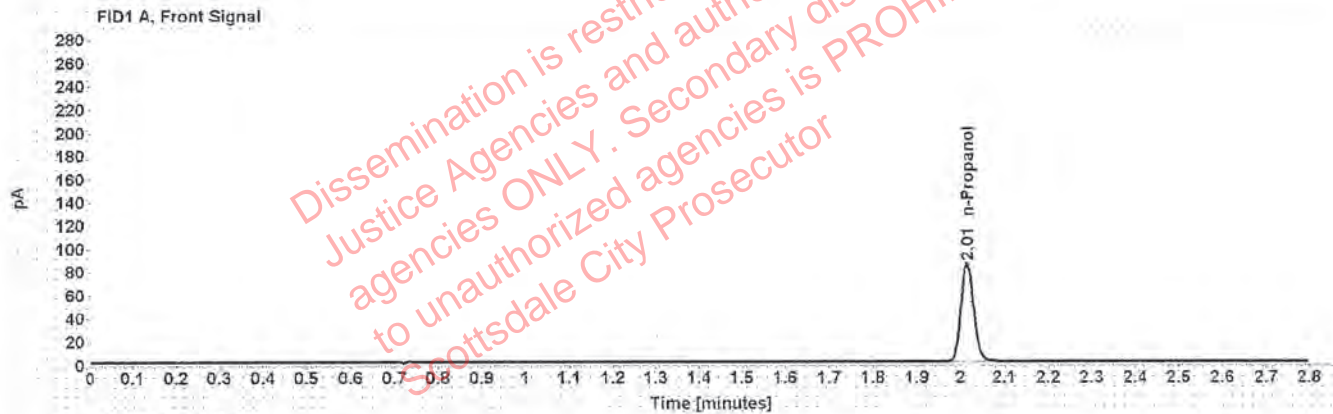 FID1 A, Front Signal
280
260
240
220
200
180
160
140
120
100
80
60
40
20
0
pA
2.01 n-Propanol
0 0.1 0.2 0.3 0.4 0.5 0.6 0.7 0.8 0.9 1 1.1 1.2 1.3 1.4 1.5 1.6 1.7 1.8 1.9 2 2.1 2.2 2.3 2.4 2.5 2.6 2.7 2.8
Time [minutes]
Dissemination is
Justice Agencies and
agencies ONLY. Secondary
to unauthorized agencies is
Scottsdale City Prosecutor